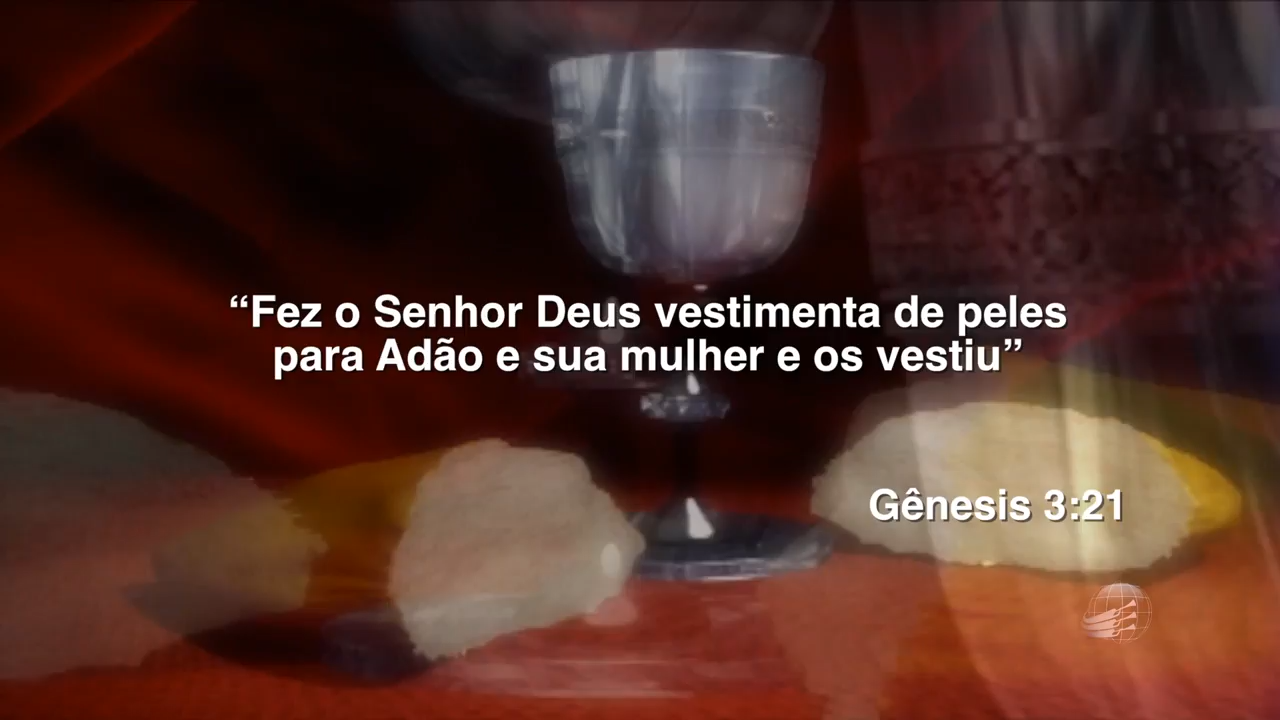 “Fez o Senhor Deus vestimenta de peles
para Adão e sua mulher e os vestiu”
Gênesis 3:21